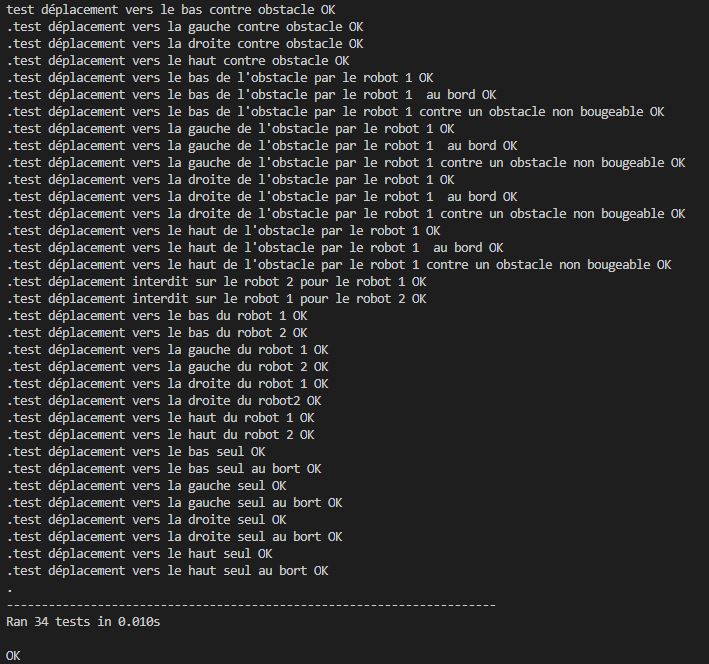 test déplacement vers le bas contre obstacle OK
.test déplacement vers la gauche contre obstacle OK
.test déplacement vers la droite contre obstacle OK
.test déplacement vers le haut contre obstacle OK
.test déplacement vers le bas de l'obstacle par le robot 1 OK
.test déplacement vers le bas de l'obstacle par le robot 1  au bord OK
.test déplacement vers le bas de l'obstacle par le robot 1 contre un obstacle non bougeable OK
.test déplacement vers la gauche de l'obstacle par le robot 1 OK
.test déplacement vers la gauche de l'obstacle par le robot 1  au bord OK
.test déplacement vers la gauche de l'obstacle par le robot 1 contre un obstacle non bougeable OK
.test déplacement vers la droite de l'obstacle par le robot 1 OK
.test déplacement vers la droite de l'obstacle par le robot 1  au bord OK
.test déplacement vers la droite de l'obstacle par le robot 1 contre un obstacle non bougeable OK
.test déplacement vers le haut de l'obstacle par le robot 1 OK
.test déplacement vers le haut de l'obstacle par le robot 1  au bord OK
.test déplacement vers le haut de l'obstacle par le robot 1 contre un obstacle non bougeable OK
.test déplacement interdit sur le robot 2 pour le robot 1 OK
.test déplacement interdit sur le robot 1 pour le robot 2 OK
.test déplacement vers le bas du robot 1 OK
.test déplacement vers le bas du robot 2 OK
.test déplacement vers la gauche du robot 1 OK
.test déplacement vers la gauche du robot 2 OK
.test déplacement vers la droite du robot 1 OK
.test déplacement vers la droite du robot2 OK
.test déplacement vers le haut du robot 1 OK
.test déplacement vers le haut du robot 2 OK
.test déplacement vers le bas seul OK
.test déplacement vers le bas seul au bort OK
.test déplacement vers la gauche seul OK
.test déplacement vers la gauche seul au bort OK
.test déplacement vers la droite seul OK
.test déplacement vers la droite seul au bort OK
.test déplacement vers le haut seul OK
.test déplacement vers le haut seul au bort OK
.
----------------------------------------------------------------------
Ran 34 tests in 0.010s
OK